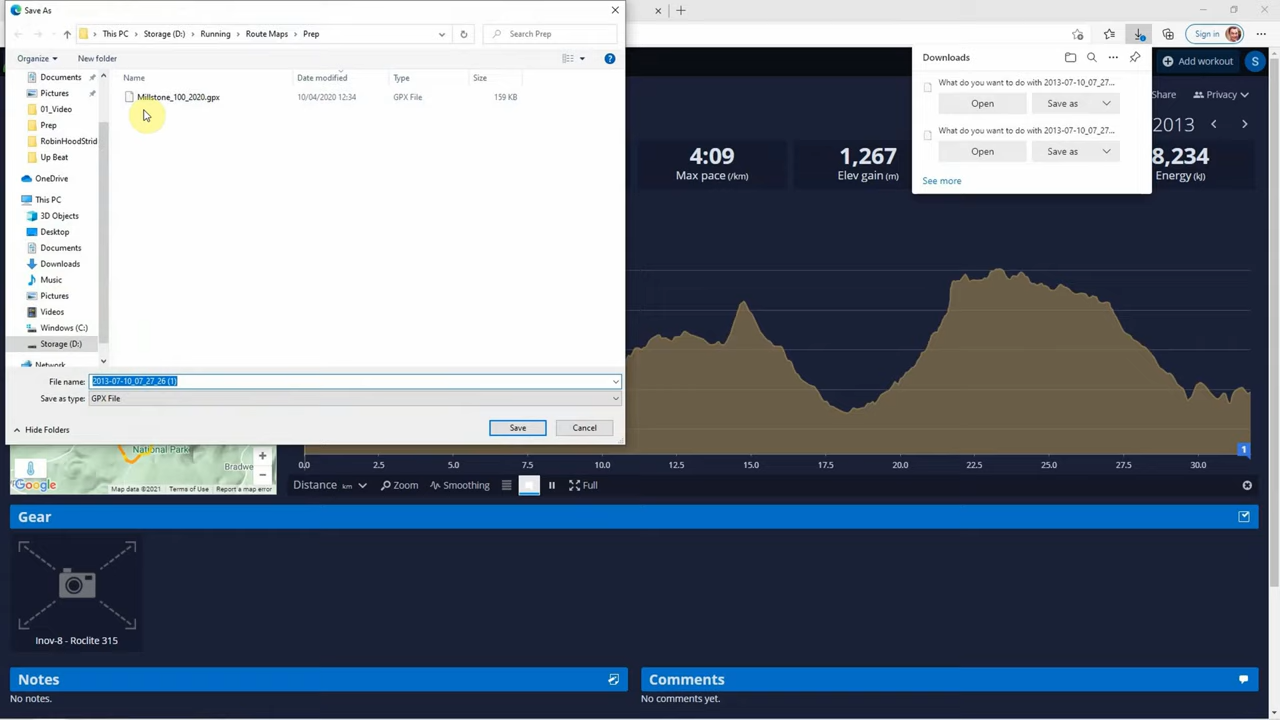 Save As
This PC > Storage (D:) > Running > Route Maps > Prep
Search Prep
Organize
New folder
Documents
Pictures
01_Video
Prep
RobinHoodStrid
Up Beat
OneDrive
This PC
3D Objects
Desktop
Documents
Downloads
Music
Pictures
Videos
Windows (C:)
Storage (D:)
Network
Name
Date modified
Type
Size
Millstone_100_2020.gpx
10/04/2020 12:34
GPX File
159 KB
File name:
2013-07-10_07_27_26 (1)
Save as type:
GPX File
Hide Folders
Save
Cancel
Sign in
Downloads
What do you want to do with 2013-07-10_07_27...
Open
Save as
What do you want to do with 2013-07-10_07_27...
Open
Save as
See more
Add workout
S
Share
Privacy
2013
4:09
Max pace (/km)
1,267
Elev gain (m)
8,234
Energy (kJ)
1
0,0 2.5 5.0 7.5 10.0 12.5 15.0 17.5 20.0 22.5 25.0 27.5 30.0
National Park
Bradwe
Google
Map data ©2021
Terms of Use
Report a map error
Distance km
Zoom
Smoothing
Full
Gear
Inov-8 - Roclite 315
Notes
No notes.
Comments
No comments yet.